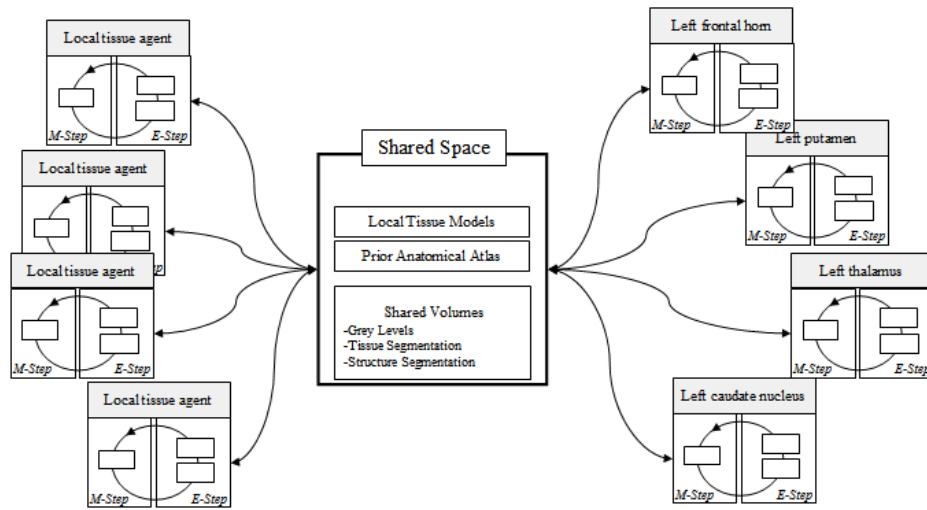 Local tissue agent
M-Step E-Step
Local tissue agent
M-Step E-Step
Local tissue agent
M-Step E-Step
Local tissue agent
M-Step E-Step
Shared Space
Local Tissue Models
Prior Anatomical Atlas
Shared Volumes
-Grey Levels
-Tissue Segmentation
-Structure Segmentation
Left frontal horn
M-Step E-Step
Left putamen
M-Step E-Step
Left thalamus
M-Step E-Step
Left caudate nucleus
M-Step E-Step